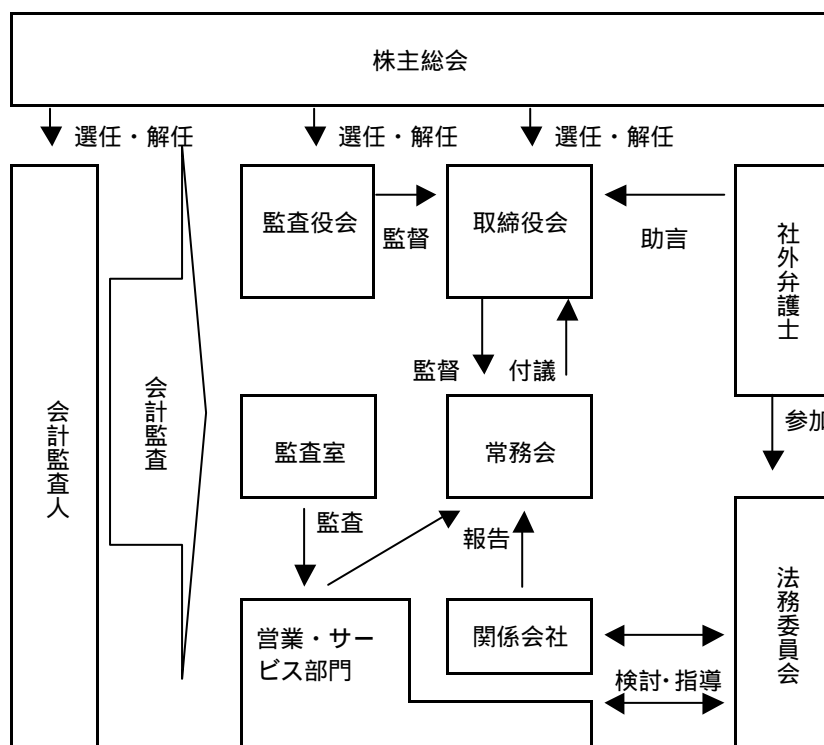 株主総会
選任・解任
選任・解任
選任・解任
監査役会
監督
取締役会
助言
社外弁護士
会計監査人
会計監査
監督
付議
参加
監査室
常務会
監査
報告
営業・サー
ビス部門
関係会社
検討・指導
法務委員会